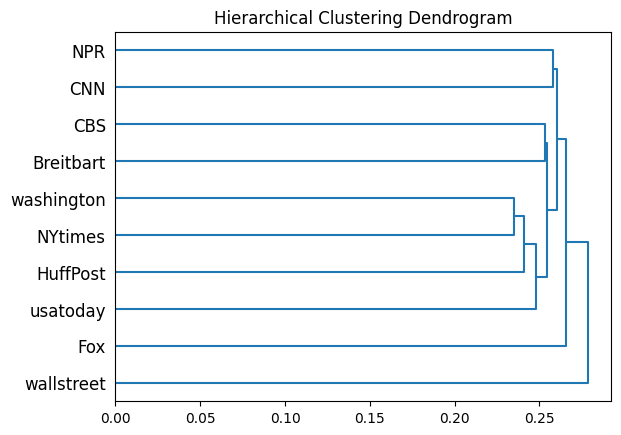 Hierarchical Clustering Dendrogram
NPR
CNN
CBS
Breitbart
washington
NYtimes
HuffPost
usatoday
Fox
wallstreet
0.00 0.05 0.10 0.15 0.20 0.25